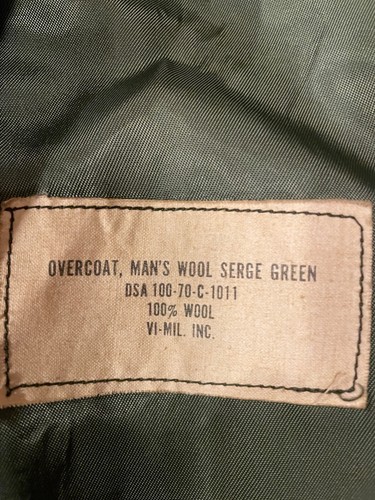 OVERCOAT, MAN'S WOOL SERGE GREEN
DSA 100-70-C-1011
100% WOOL
VI-MIL. INC.